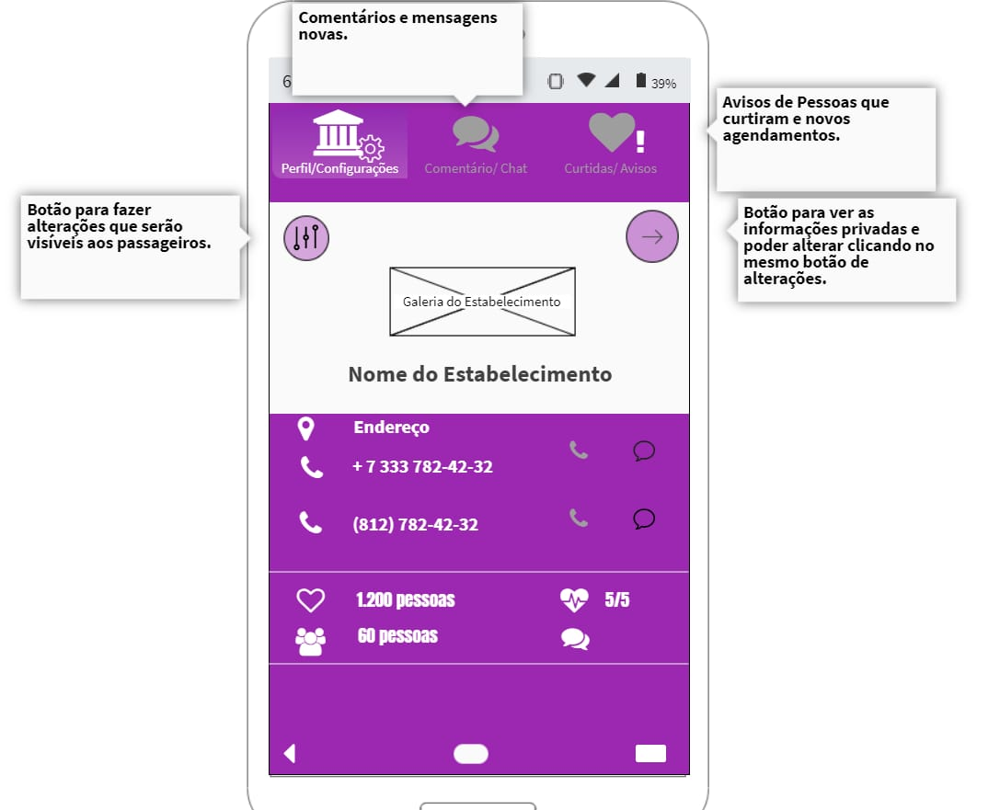 Comentários e mensagens
novas.
6
39%
Avisos de Pessoas que
curtiram e novos
agendamentos.
Perfil/Configurações
Comentário/ Chat
Curtidas/ Avisos
Botão para fazer
alterações que serão
visíveis aos passageiros.
Botão para ver as
informações privadas e
poder alterar clicando no
mesmo botão de
alterações.
Galeria do Estabelecimento
Nome do Estabelecimento
Endereço
+ 7 333 782-42-32
(812) 782-42-32
1.200 pessoas
5/5
60 pessoas